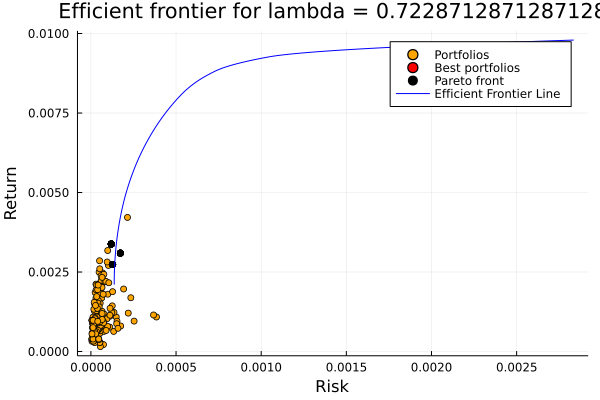 Efficient frontier for lambda = 0.7228712871287128
0.0100
Portfolios
Best portfolios
Pareto front
Efficient Frontier Line
0.0075
Return
0.0050
0.0025
0.0000
0.0000 0.0005 0.0010 0.0015 0.0020 0.0025
Risk